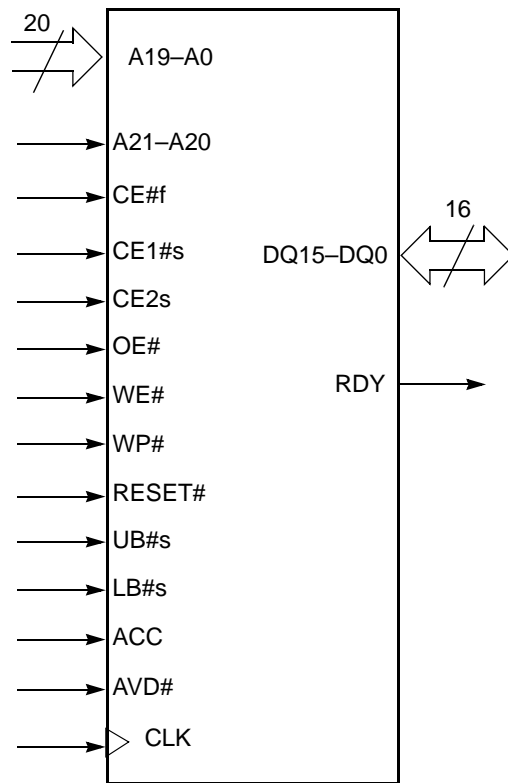 20
A19–A0
A21–A20
CE#f
16
CE1#s
DQ15–DQ0
CE2s
OE#
RDY
WE#
WP#
RESET#
UB#s
LB#s
ACC
AVD#
CLK